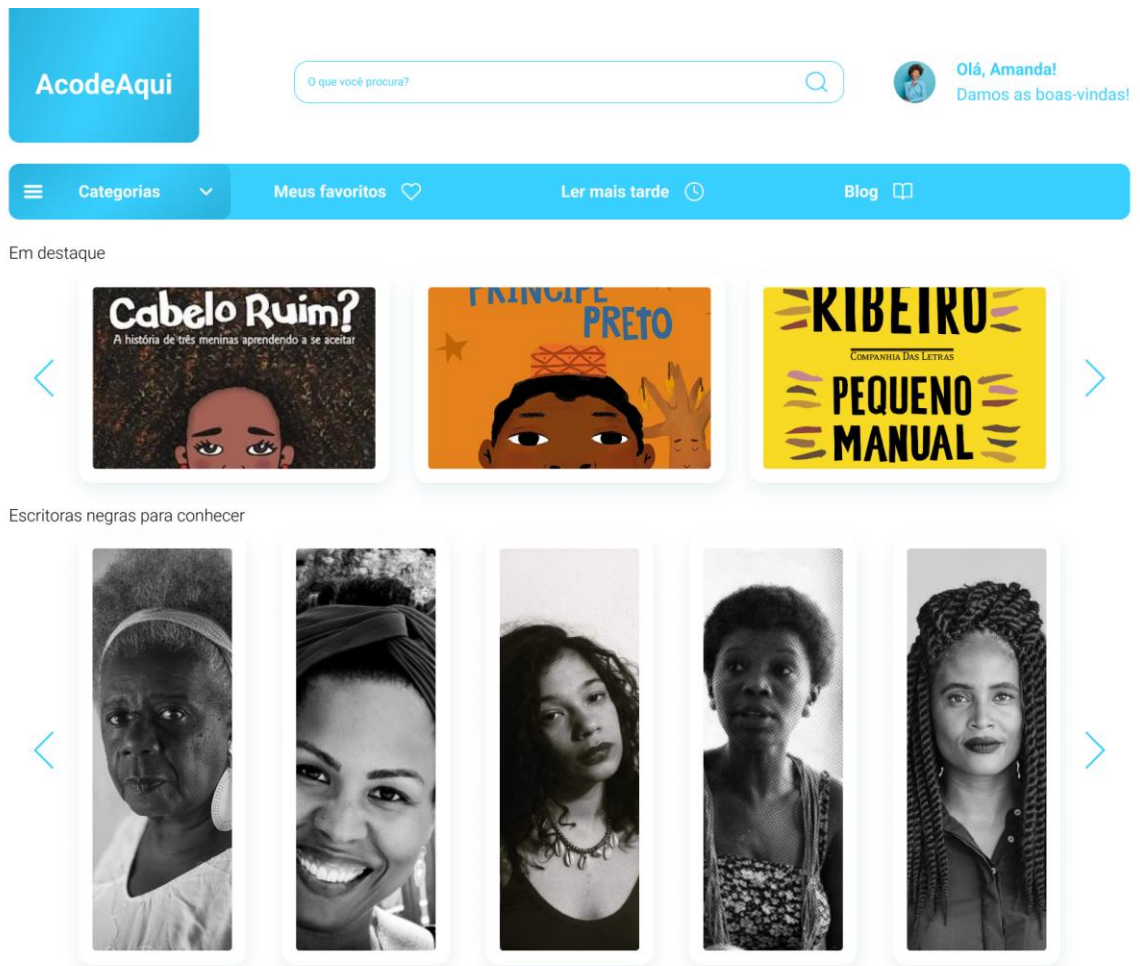 AcodeAqui
O que você procura?
Olá, Amanda!
Damos as boas-vindas!
Categorias
Meus favoritos
Ler mais tarde
Blog
Em destaque
Cabelo Ruim?
A história de três meninas aprendendo a se aceitar
PRÍNCIPE
PRETO
RIBEIRO
COMPANHIA DAS LETRAS
PEQUENO
MANUAL
Escritoras negras para conhecer